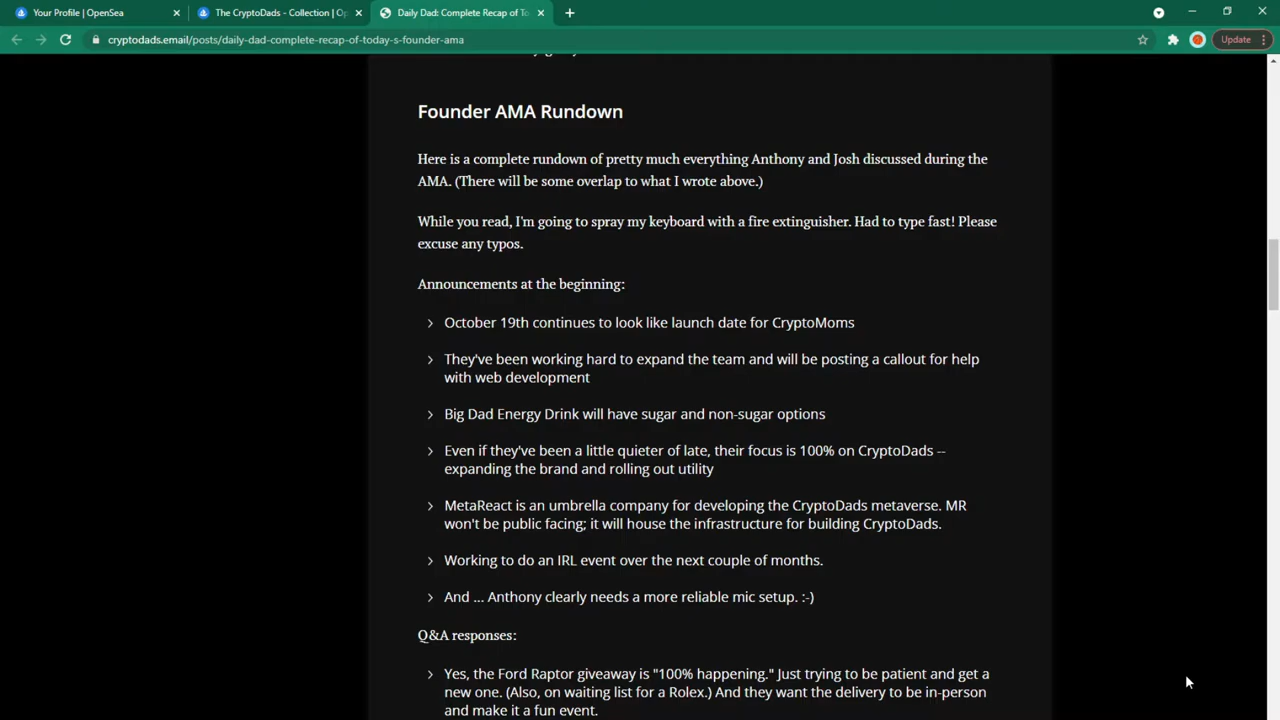 Your Profile | OpenSea
The CryptoDads - Collection | Op
Daily Dad: Complete Recap of To
cryptodads.email/posts/daily-dad-complete-recap-of-today-s-founder-ama
Update
Founder AMA Rundown
Here is a complete rundown of pretty much everything Anthony and Josh discussed during the
AMA. (There will be some overlap to what I wrote above.)
While you read, I'm going to spray my keyboard with a fire extinguisher. Had to type fast! Please
excuse any typos.
Announcements at the beginning:
October 19th continues to look like launch date for CryptoMoms
They've been working hard to expand the team and will be posting a callout for help
with web development
Big Dad Energy Drink will have sugar and non-sugar options
Even if they've been a little quieter of late, their focus is 100% on CryptoDads --
expanding the brand and rolling out utility
MetaReact is an umbrella company for developing the CryptoDads metaverse. MR
won't be public facing; it will house the infrastructure for building CryptoDads.
Working to do an IRL event over the next couple of months.
And ... Anthony clearly needs a more reliable mic setup. :-)
Q&A responses:
Yes, the Ford Raptor giveaway is "100% happening." Just trying to be patient and get a
new one. (Also, on waiting list for a Rolex.) And they want the delivery to be in-person
and make it a fun event.